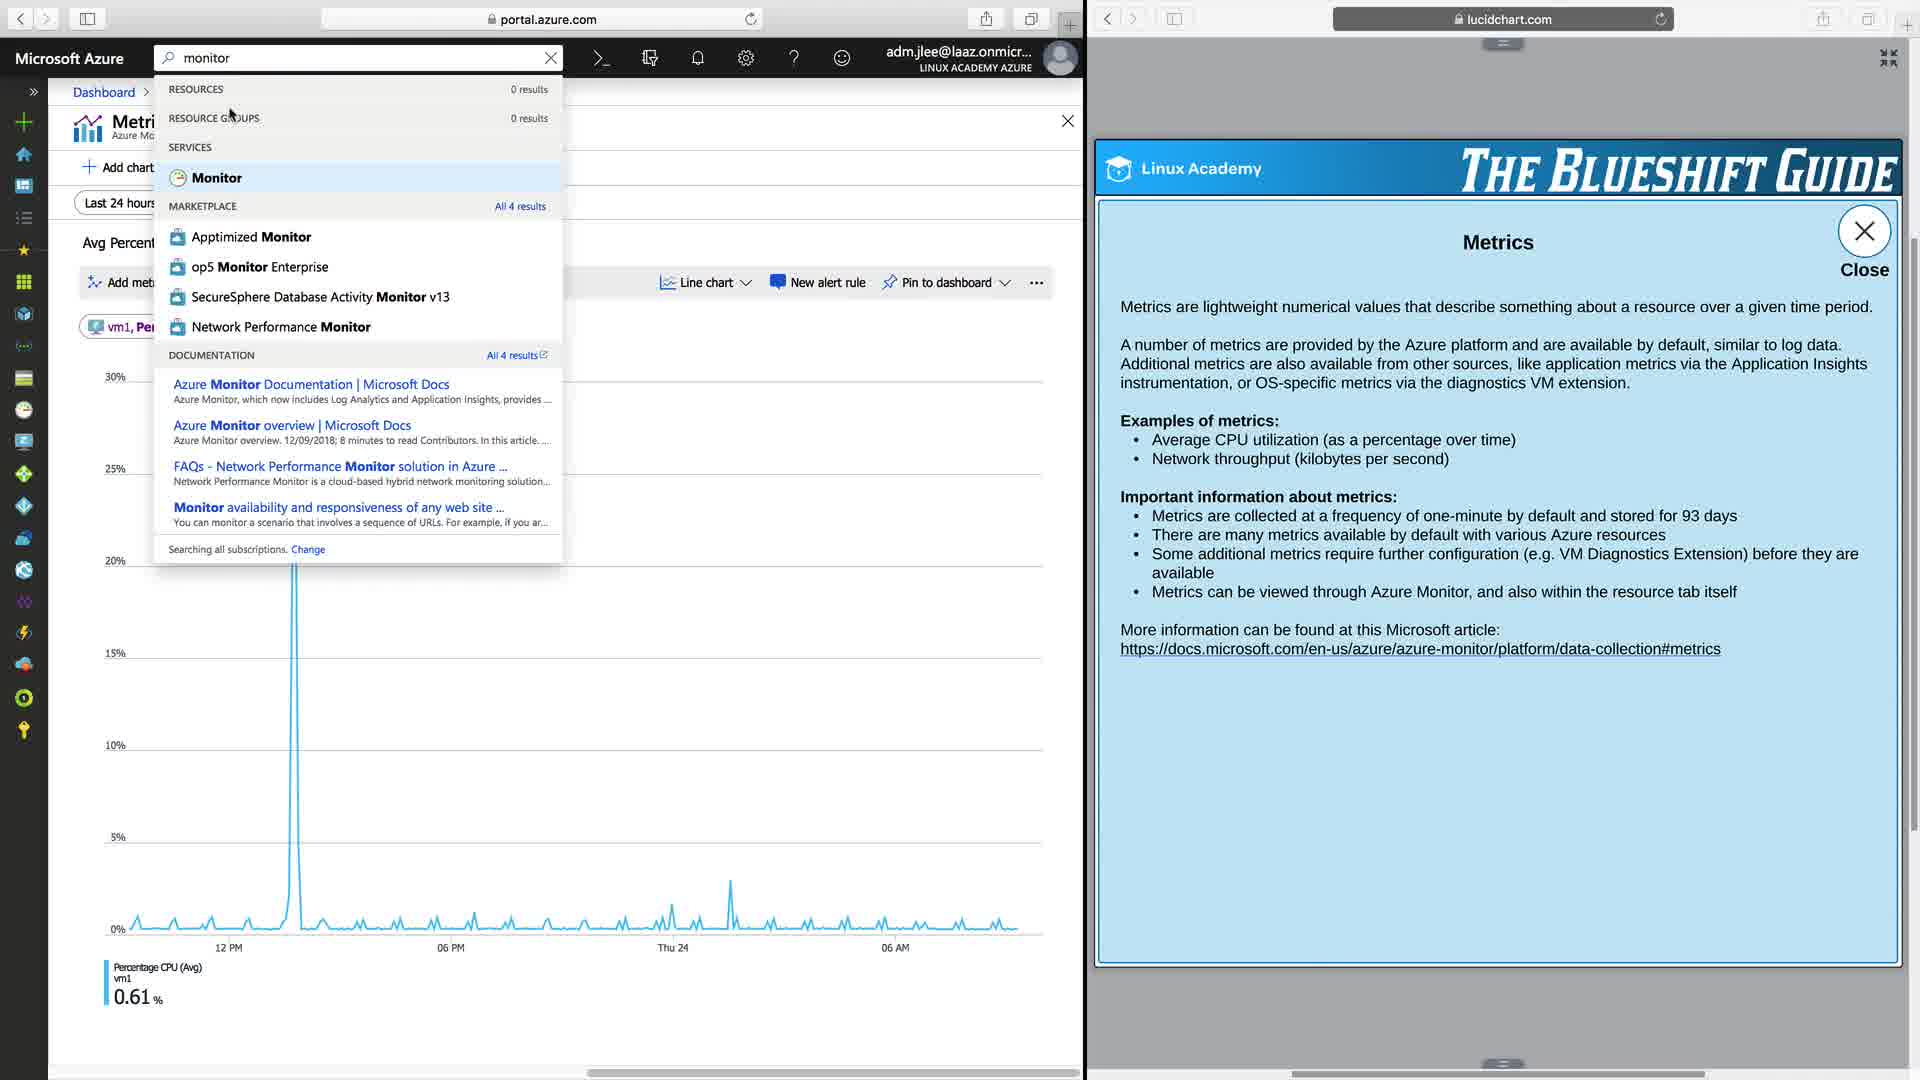 portal.azure.com
lucidchart.com
Microsoft Azure
monitor
adm.jlee@laaz.onmicr...
LINUX ACADEMY AZURE
Dashboard
RESOURCES 0 results
RESOURCE GROUPS 0 results
SERVICES
Monitor
MARKETPLACE All 4 results
Apptimized Monitor
op5 Monitor Enterprise
SecureSphere Database Activity Monitor v13
Network Performance Monitor
DOCUMENTATION All 4 results
Azure Monitor Documentation | Microsoft Docs
Azure Monitor, which now includes Log Analytics and Application Insights, provides ...
Azure Monitor overview | Microsoft Docs
Azure Monitor overview. 12/09/2018; 8 minutes to read Contributors. In this article. ...
FAQs - Network Performance Monitor solution in Azure ...
Network Performance Monitor is a cloud-based hybrid network monitoring solution...
Monitor availability and responsiveness of any web site ...
You can monitor a scenario that involves a sequence of URLs. For example, if you ar...
Searching all subscriptions. Change
Metri
Azure Mo
Add chart
Last 24 hours
Avg Percent
Add met
Line chart
New alert rule
Pin to dashboard
vm1, Per
30%
25%
20%
15%
10%
5%
0%
12 PM
06 PM
Thu 24
06 AM
Percentage CPU (Avg)
vm1
0.61 %
Linux Academy
THE BLUESHIFT GUIDE
Metrics
Close
Metrics are lightweight numerical values that describe something about a resource over a given time period.
A number of metrics are provided by the Azure platform and are available by default, similar to log data.
Additional metrics are also available from other sources, like application metrics via the Application Insights
instrumentation, or OS-specific metrics via the diagnostics VM extension.
Examples of metrics:
• Average CPU utilization (as a percentage over time)
• Network throughput (kilobytes per second)
Important information about metrics:
• Metrics are collected at a frequency of one-minute by default and stored for 93 days
• There are many metrics available by default with various Azure resources
• Some additional metrics require further configuration (e.g. VM Diagnostics Extension) before they are
available
• Metrics can be viewed through Azure Monitor, and also within the resource tab itself
More information can be found at this Microsoft article:
https://docs.microsoft.com/en-us/azure/azure-monitor/platform/data-collection#metrics